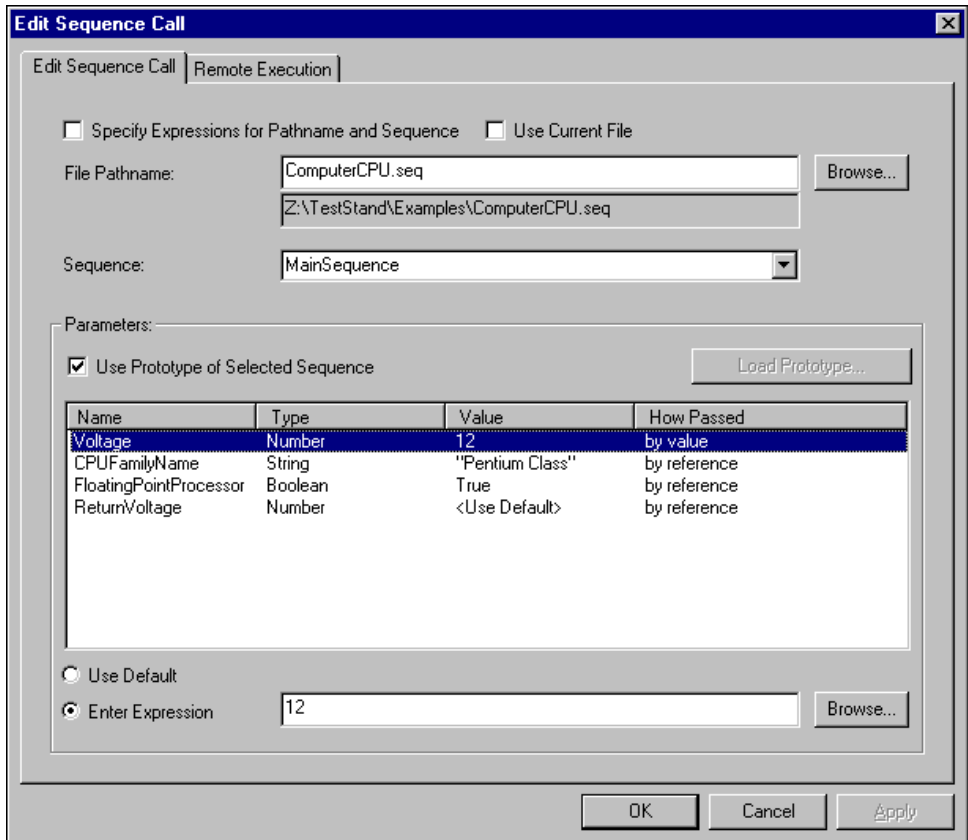 Edit Sequence Call
Edit Sequence Call Remote Execution
Specify Expressions for Pathname and Sequence Use Current File
File Pathname: ComputerCPU.seq Browse...
Z:\TestStand\Examples\ComputerCPU.seq
Sequence: MainSequence
Parameters:
Use Prototype of Selected Sequence Load Prototype...
Name Type Value How Passed
Voltage Number 12 by value
CPUFamilyName String "Pentium Class" by reference
FloatingPointProcessor Boolean True by reference
ReturnVoltage Number <Use Default> by reference
Use Default
Enter Expression 12 Browse...
OK Cancel Apply